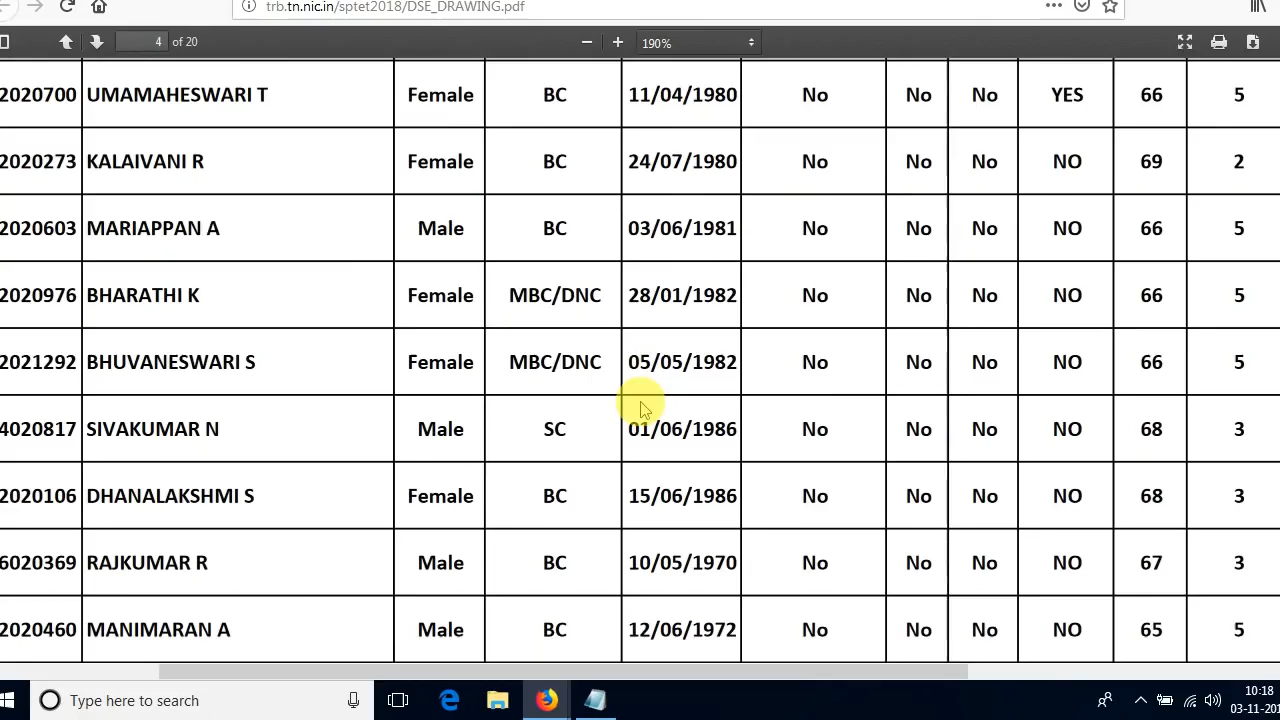 trb.tn.nic.in/sptet2018/DSE_DRAWING.pdf
4 of 20 190%
2020700 UMAMAHESWARI T Female BC 11/04/1980 No No No YES 66 5
2020273 KALAIVANI R Female BC 24/07/1980 No No No NO 69 2
2020603 MARIAPPAN A Male BC 03/06/1981 No No No NO 66 5
2020976 BHARATHI K Female MBC/DNC 28/01/1982 No No No NO 66 5
2021292 BHUVANESWARI S Female MBC/DNC 05/05/1982 No No No NO 66 5
4020817 SIVAKUMAR N Male SC 01/06/1986 No No No NO 68 3
2020106 DHANALAKSHMI S Female BC 15/06/1986 No No No NO 68 3
6020369 RAJKUMAR R Male BC 10/05/1970 No No No NO 67 3
2020460 MANIMARAN A Male BC 12/06/1972 No No No NO 65 5
Type here to search
10:18
03-11-201